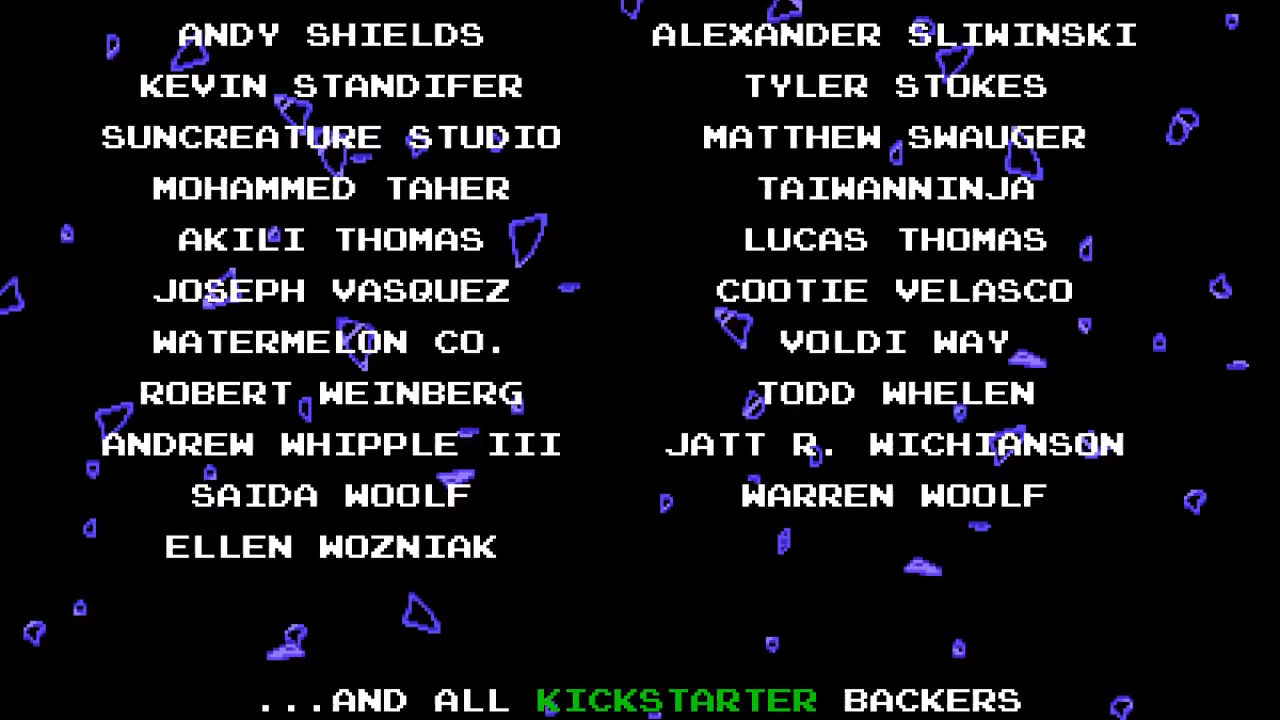 ANDY SHIELDS ALEXANDER SLIWINSKI
KEVIN STANDIFER TYLER STOKES
SUNCREATURE STUDIO MATTHEW SWAUGER
MOHAMMED TAHER TAIWANNINJA
AKILI THOMAS LUCAS THOMAS
JOSEPH VASQUEZ COOTIE VELASCO
WATERMELON CO. VOLDI WAY
ROBERT WEINBERG TODD WHELEN
ANDREW WHIPPLE III JATT R. WICHIANSON
SAIDA WOOLF WARREN WOOLF
ELLEN WOZNIAK
...AND ALL KICKSTARTER BACKERS